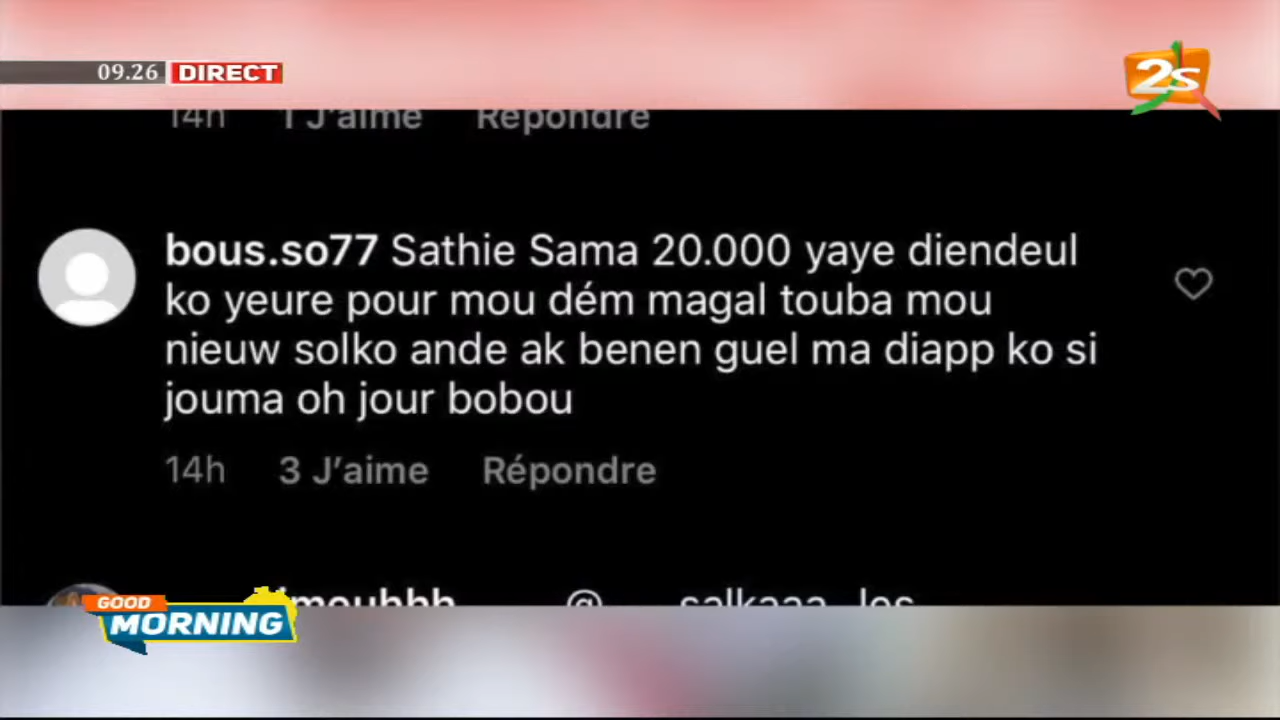 09.26 DIRECT
2S
14h 1 J'aime Répondre
bous.so77 Sathie Sama 20.000 yaye diendeul
ko yeure pour mou dém magal touba mou
nieuw solko ande ak benen guel ma diapp ko si
jouma oh jour bobou
14h 3 J'aime Répondre
GOOD
MORNING